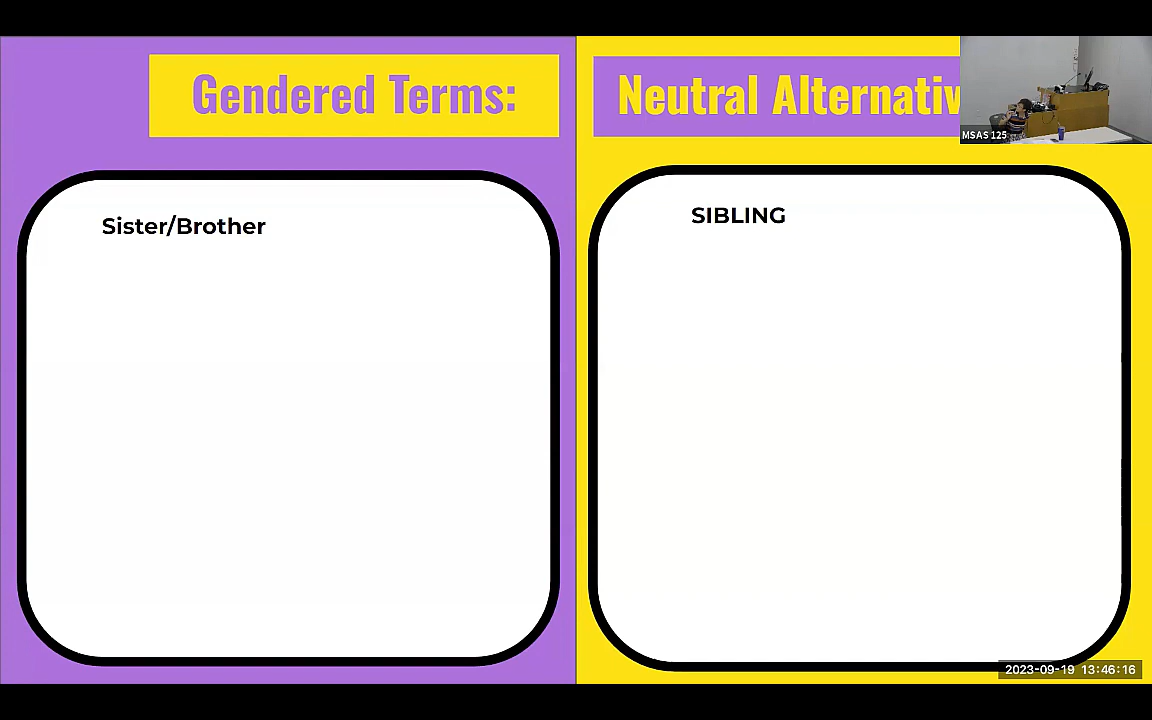 Gendered Terms:
Neutral Alternativ
MSAS 125
Sister/Brother
SIBLING
2023-09-19 13:46:16